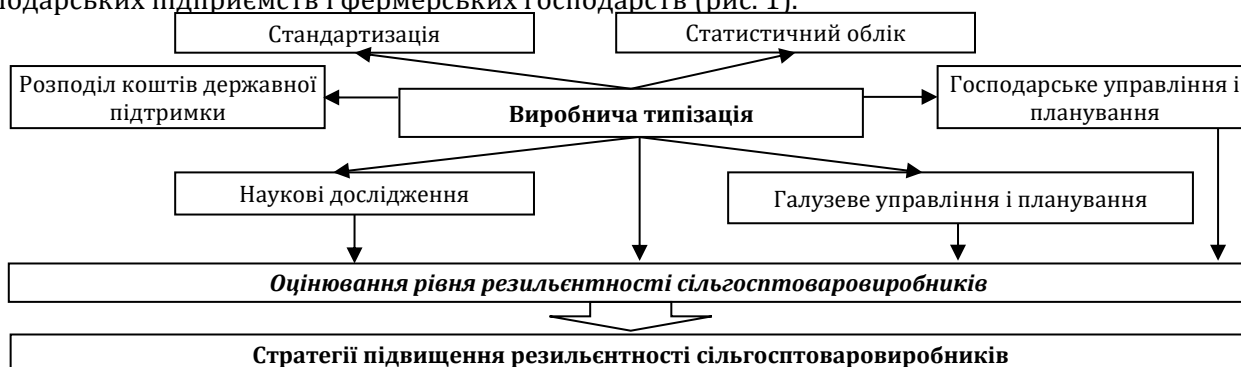 подарських підприємств і фермерських господарств (рис. 1).
Стандартизація
Статистичний облік
Розподіл коштів державної
підтримки
Виробнича типізація
Господарське управління і
планування
Наукові дослідження
Галузеве управління і планування
Оцінювання рівня резильєнтності сільгосптоваровиробників
Стратегії підвищення резильєнтності сільгосптоваровиробників